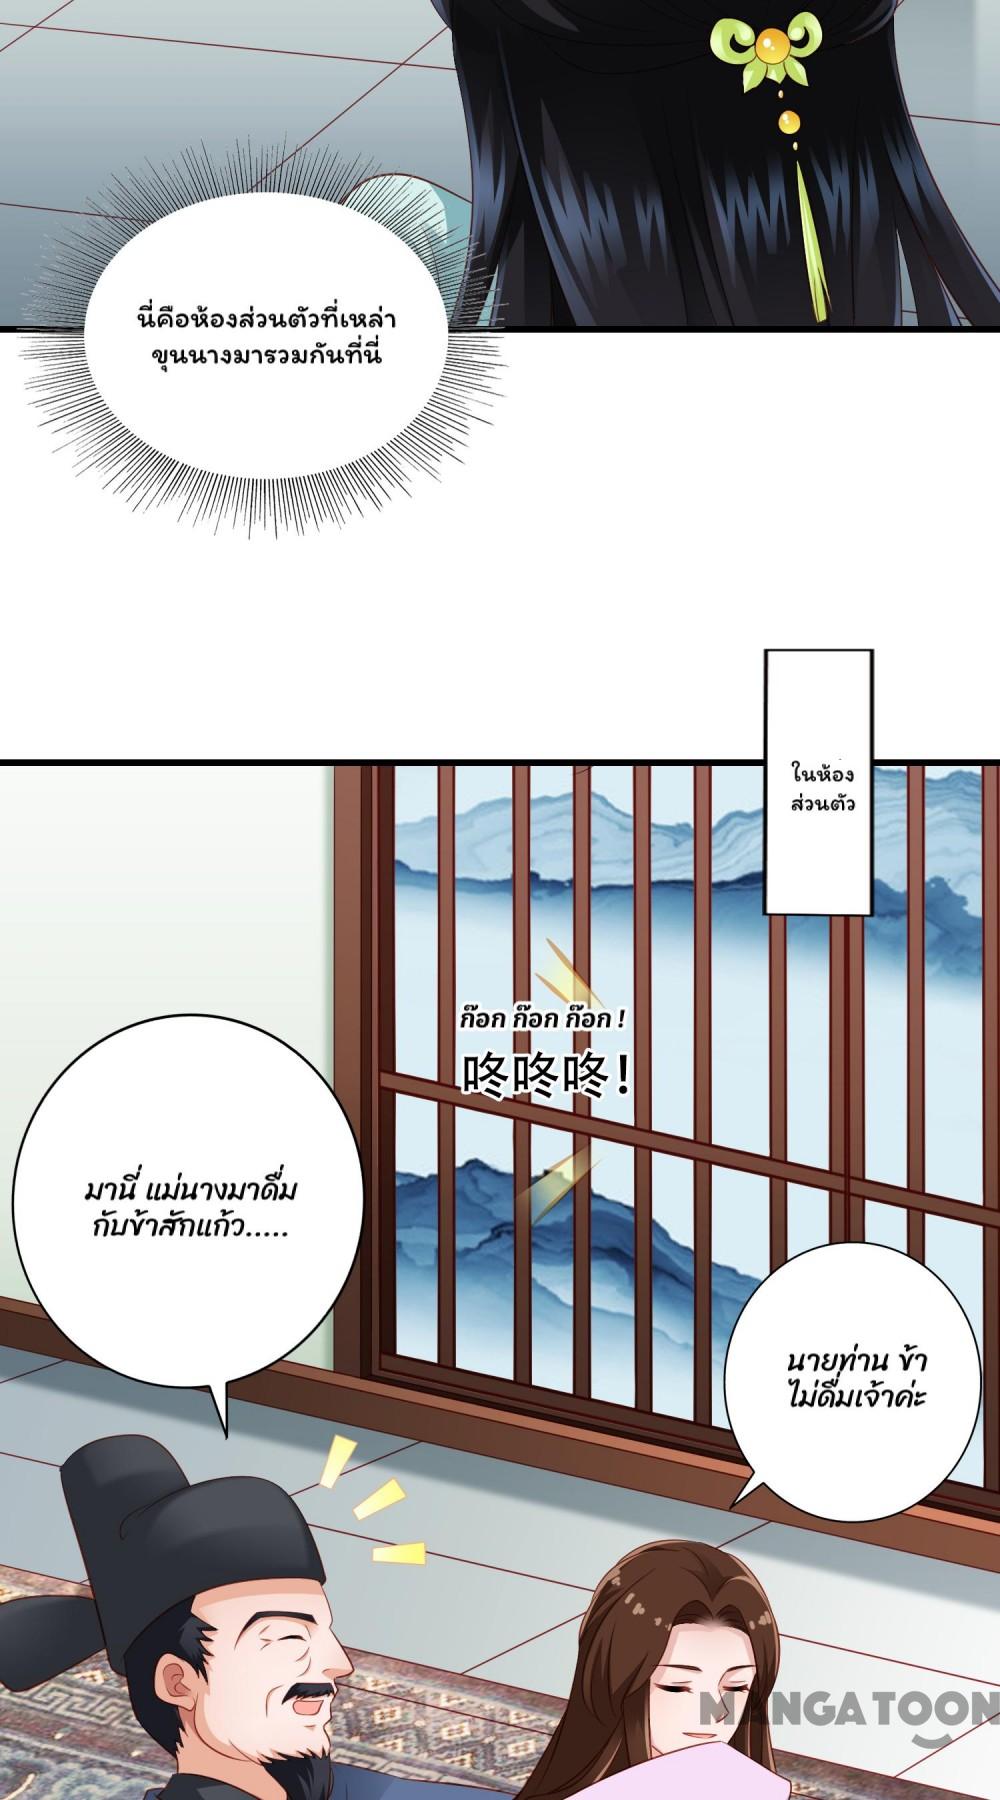 นี่คือห้องส่วนตัวที่เหล่า
ขุนนางมารวมกันที่นี่
ในห้อง
ส่วนตัว
ก๊อก ก๊อก ก๊อก !
咚咚咚!
มานี่ แม่นางมาดื่ม
กับข้าสักแก้ว.....
นายท่าน ข้า
ไม่ดื่มเจ้าค่ะ
MANGATOON